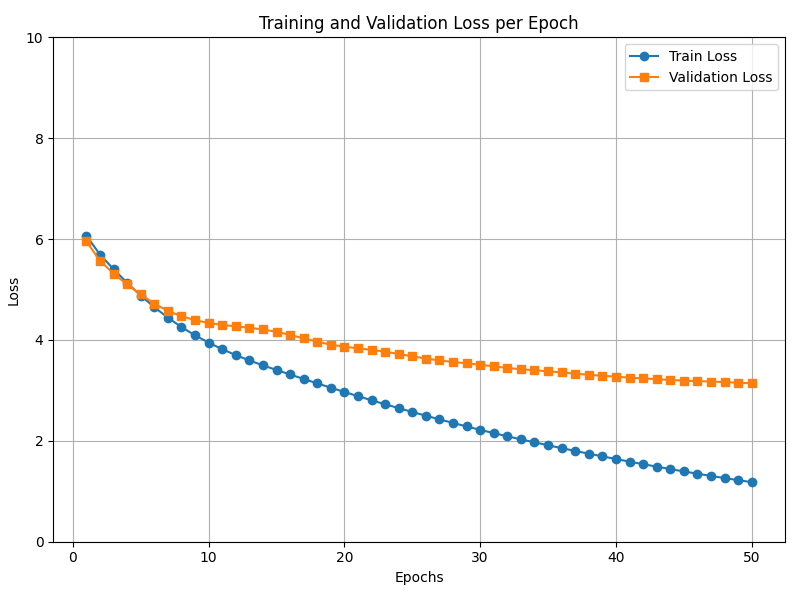 Training and Validation Loss per Epoch
Train Loss
Validation Loss
10
8
6
4
2
0
Loss
0 10 20 30 40 50
Epochs